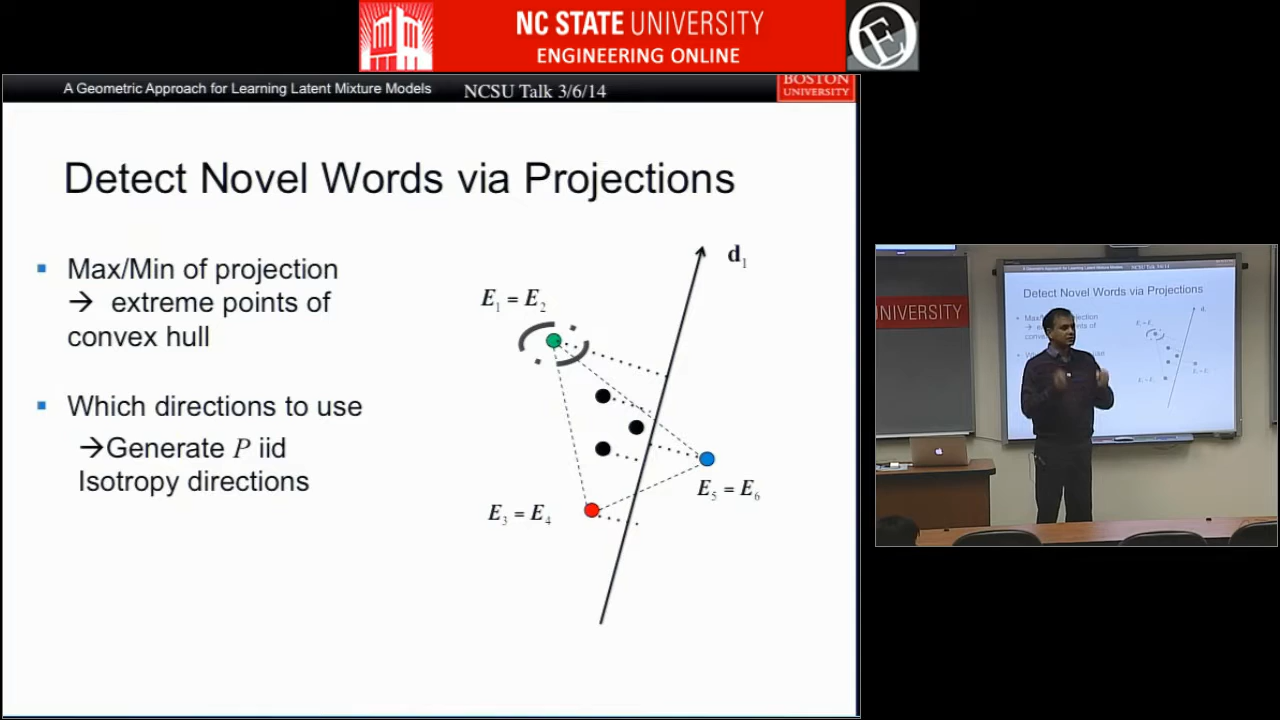 NC STATE UNIVERSITY
ENGINEERING ONLINE
A Geometric Approach for Learning Latent Mixture Models
NCSU Talk 3/6/14
BOSTON
UNIVERSITY
Detect Novel Words via Projections
Max/Min of projection
→ extreme points of
convex hull
Which directions to use
→Generate P iid
Isotropy directions
d1
E1 = E2
E5 = E6
E3 = E4
UNIVERSITY
Detect Novel Words via Projections